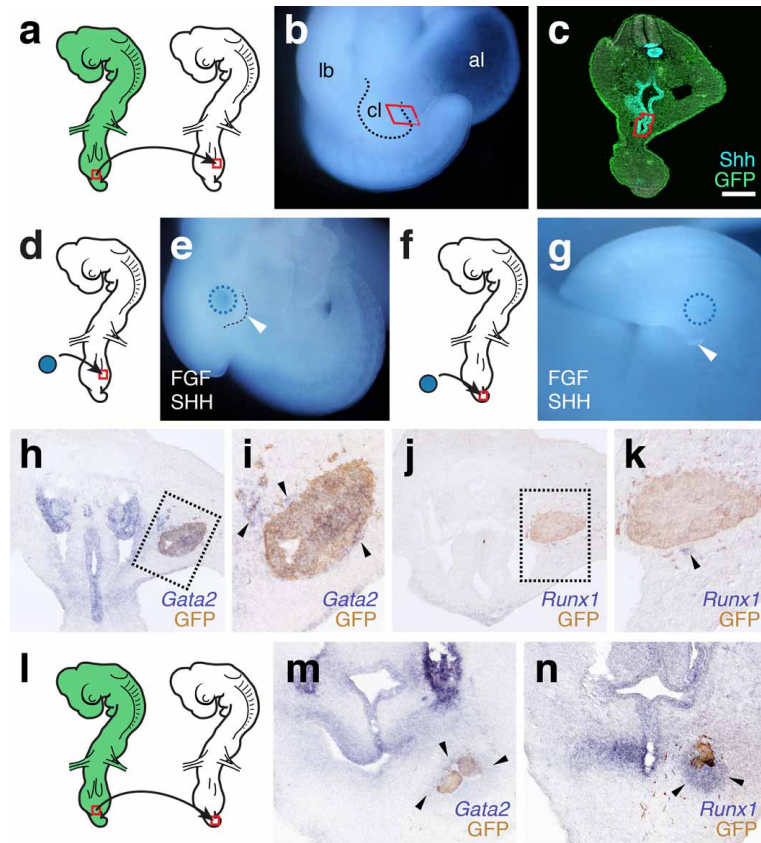 a
b
lb
cl
al
c
Shh
GFP
d
e
FGF
SHH
f
g
FGF
SHH
h
Gata2
GFP
i
Gata2
GFP
j
Runx1
GFP
k
Runx1
GFP
l
m
Gata2
GFP
n
Runx1
GFP